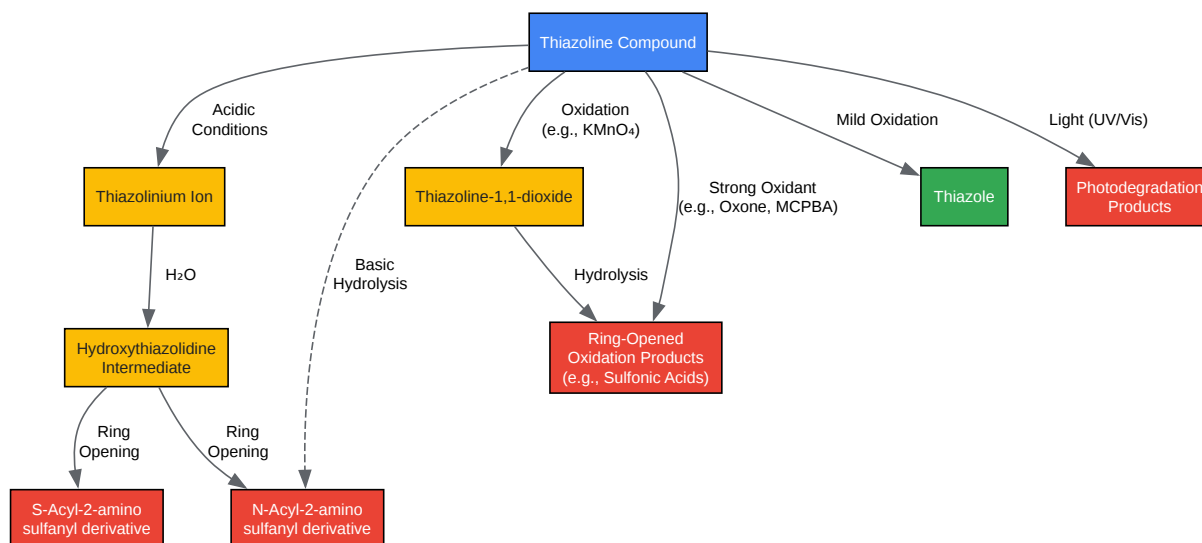 Thiazoline Compound
Acidic
Conditions
Oxidation
(e.g., KMnO₄)
Mild Oxidation
Light (UV/Vis)
Strong Oxidant
(e.g., Oxone, MCPBA)
Thiazolinium Ion
Thiazoline-1,1-dioxide
Thiazole
Photodegradation
Products
H₂O
Basic
Hydrolysis
Hydrolysis
Hydroxythiazolidine
Intermediate
Ring-Opened
Oxidation Products
(e.g., Sulfonic Acids)
Ring
Opening
Ring
Opening
S-Acyl-2-amino
sulfanyl derivative
N-Acyl-2-amino
sulfanyl derivative